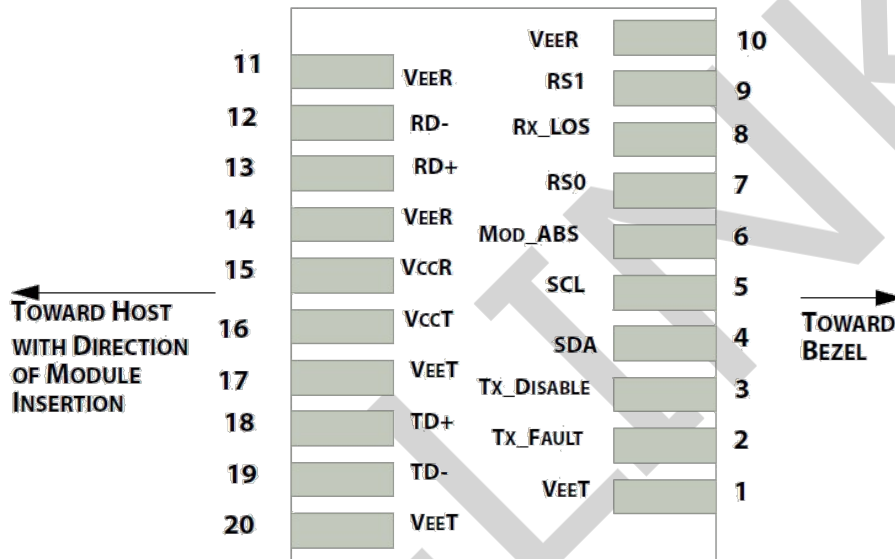 VEER 10
11 VEER
RS1 9
12 RD-
RX_LOS 8
13 RD+
RS0 7
14 VEER
MOD_ABS 6
15 VCCR
SCL 5
16 VCCT
SDA 4
17 VEET
TX_DISABLE 3
18 TD+
TX_FAULT 2
19 TD-
VEET 1
20 VEET
TOWARD HOST
WITH DIRECTION
OF MODULE
INSERTION
TOWARD
BEZEL